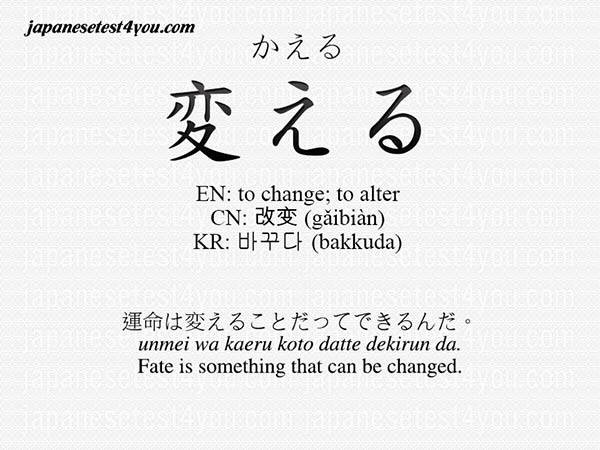 japanesetest4you.com
かえる
変える
EN: to change; to alter
CN: 改变 (gǎibiàn)
KR: 바꾸다 (bakkuda)
運命は変えることだってできるんだ。
unmei wa kaeru koto datte dekirun da.
Fate is something that can be changed.